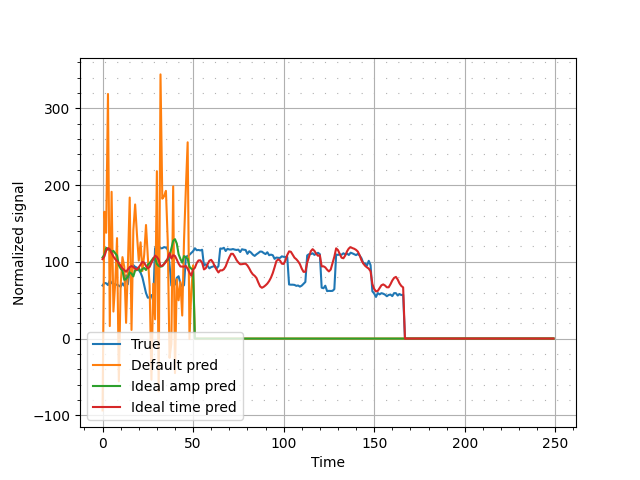 Normalized signal
300
200
100
0
−100
True
Default pred
Ideal amp pred
Ideal time pred
0
50
100
150
200
250
Time